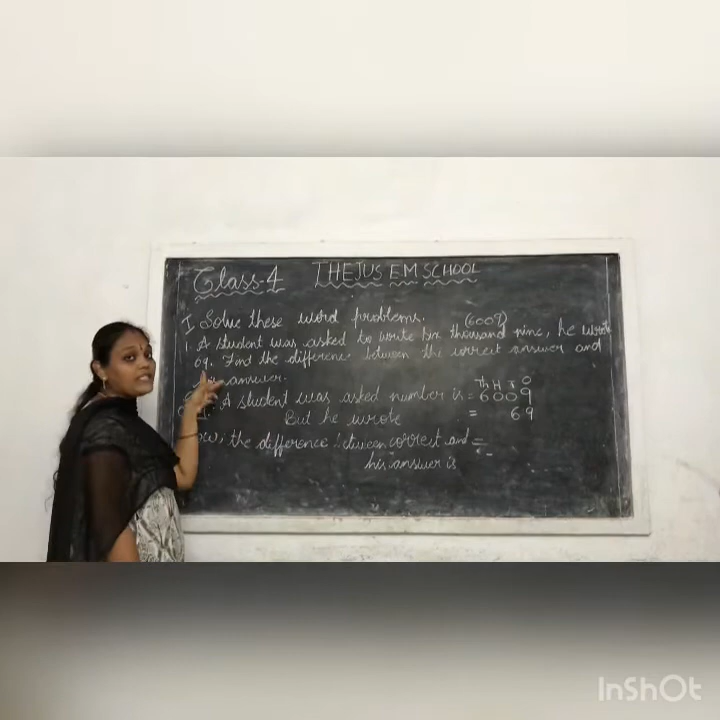 Class-4 THEJUS EM SCHOOL
I Solve these word problems. (6009)
1. A student was asked to write six thousand nine, he wrote
69. Find the difference between the correct answer and
answer.
Th H T O
A student was asked number is = 6009
But he wrote = 69
the difference between correct and =
his answer is
InShOt